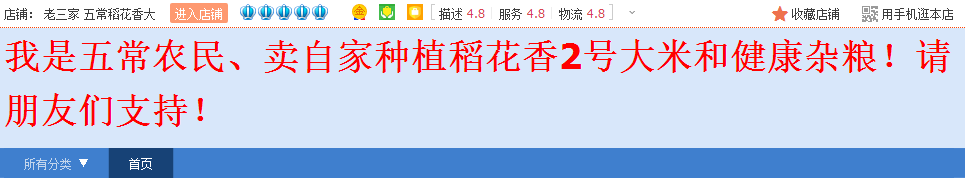 店铺： 老三家 五常稻花香大 进入店铺 金 描述 4.8 服务 4.8 物流 4.8 收藏店铺 用手机逛本店
我是五常农民、卖自家种植稻花香2号大米和健康杂粮！请
朋友们支持！
所有分类 首页